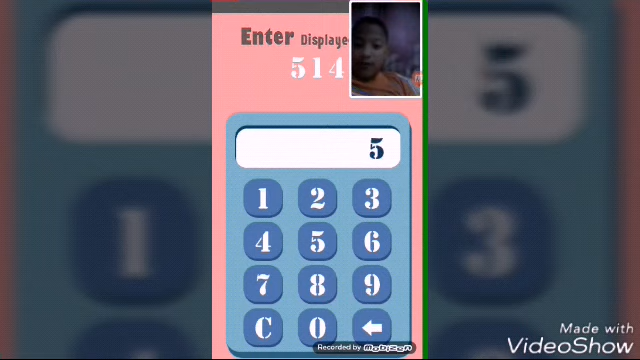 Enter Displaye
514
5
1 2 3
4 5 6
7 8 9
C 0
Recorded by Mobizen
Made with
VideoShow